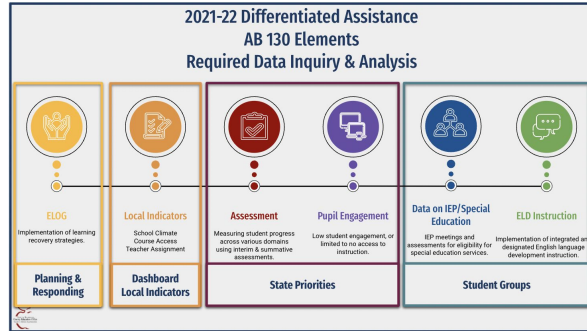 2021-22 Differentiated Assistance
AB 130 Elements
Required Data Inquiry & Analysis
ELOG
Implementation of learning
recovery strategies.
Local Indicators
School Climate
Course Access
Teacher Assignment
Assessment
Measuring student progress
across various domains
using interim & summative
assessments.
Pupil Engagement
Low student engagement, or
limited to no access to
instruction.
Data on IEP/Special
Education
IEP meetings and
assessments for eligibility for
special education services.
ELD Instruction
Implementation of integrated and
designated English language
development instruction.
Planning &
Responding
Dashboard
Local Indicators
State Priorities
Student Groups